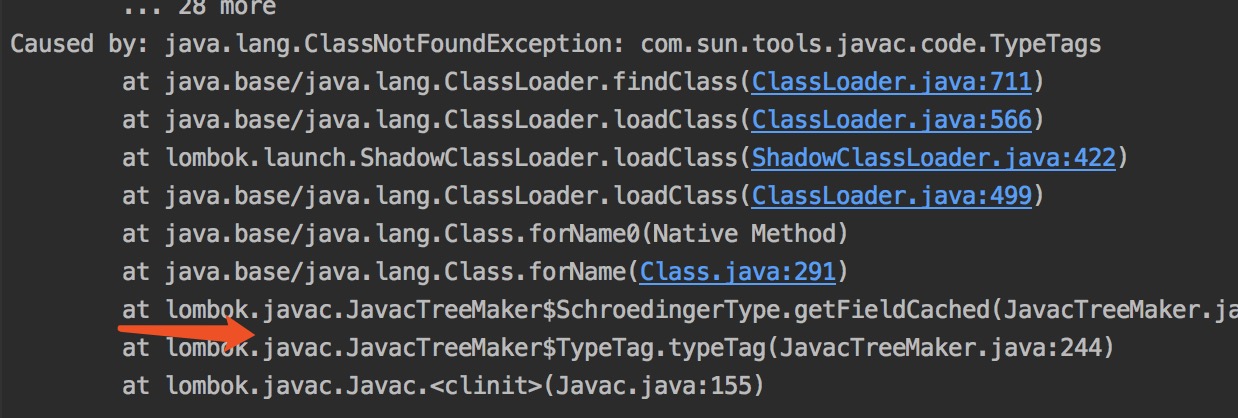 ... 28 more
Caused by: java.lang.ClassNotFoundException: com.sun.tools.javac.code.TypeTags
at java.base/java.lang.ClassLoader.findClass(ClassLoader.java:711)
at java.base/java.lang.ClassLoader.loadClass(ClassLoader.java:566)
at lombok.launch.ShadowClassLoader.loadClass(ShadowClassLoader.java:422)
at java.base/java.lang.ClassLoader.loadClass(ClassLoader.java:499)
at java.base/java.lang.Class.forName0(Native Method)
at java.base/java.lang.Class.forName(Class.java:291)
at lombok.javac.JavacTreeMaker$SchroedingerType.getFieldCached(JavacTreeMaker.ja
at lombok.javac.JavacTreeMaker$TypeTag.typeTag(JavacTreeMaker.java:244)
at lombok.javac.Javac.<clinit>(Javac.java:155)